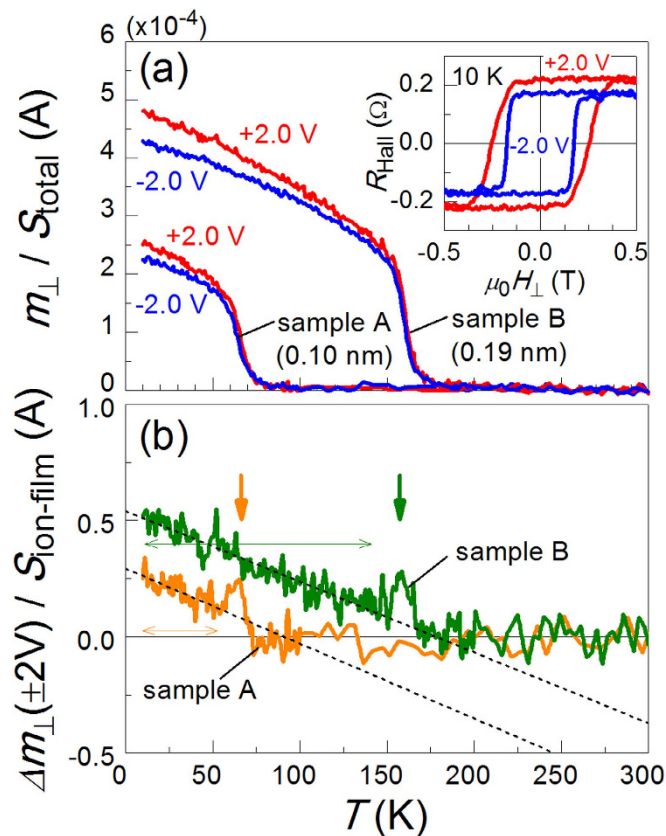 (x10-4)
6
5
4
3
2
1
0
m⊥ / Stotal (A)
(a)
+2.0 V
-2.0 V
+2.0 V
-2.0 V
sample A
(0.10 nm)
sample B
(0.19 nm)
10 K
+2.0 V
-2.0 V
RHall (Ω)
0.2
0.0
-0.2
-0.5 0.0 0.5
μ0H⊥ (T)
(b)
Δm⊥(±2V) / Sion-film (A)
1.0
0.5
0.0
-0.5
sample B
sample A
0 50 100 150 200 250 300
T (K)